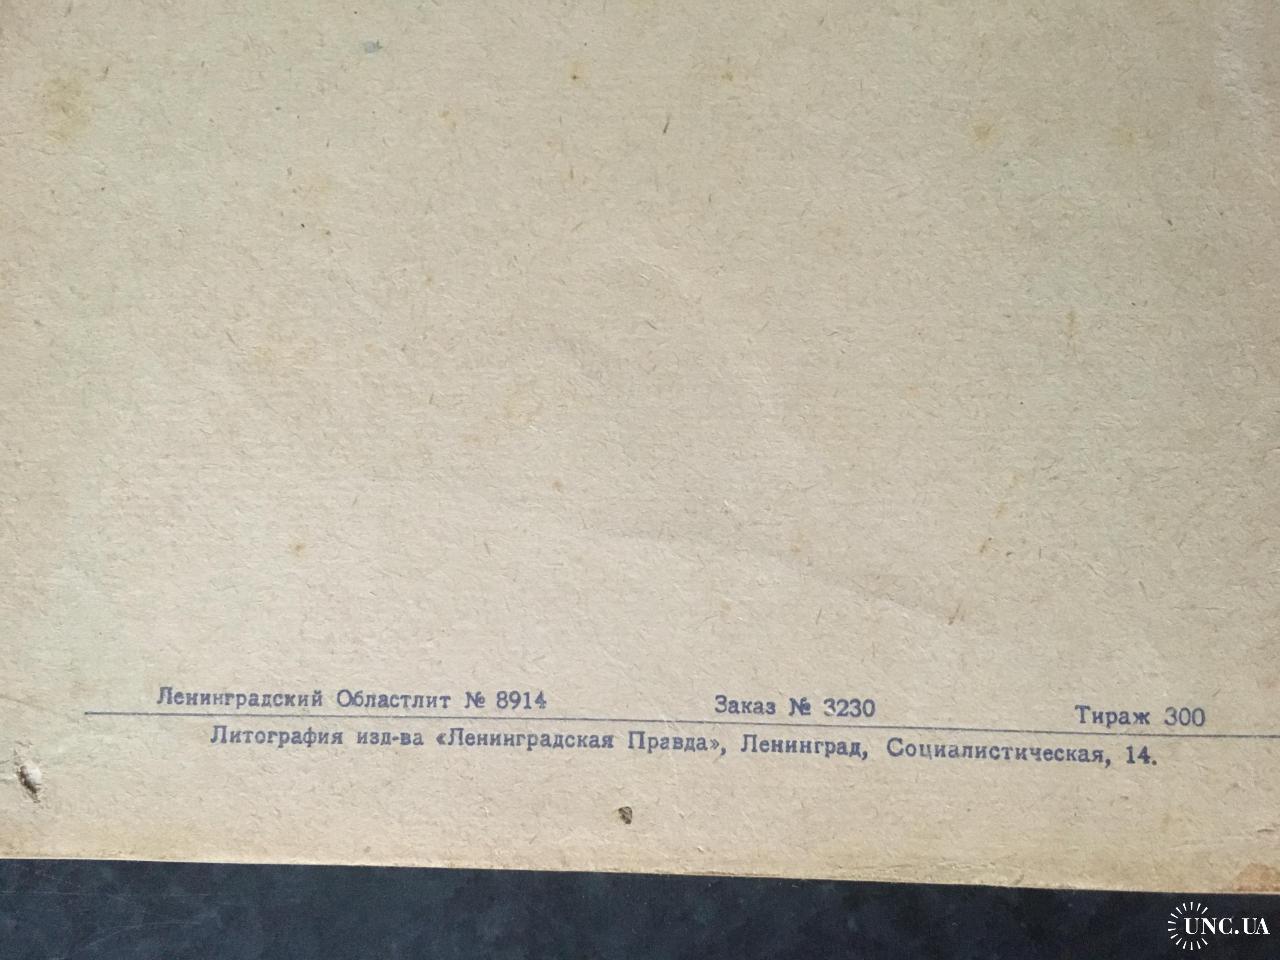 Ленинградский Областлит № 8914 Заказ № 3230 Тираж 300
Литография изд-ва «Ленинградская Правда», Ленинград, Социалистическая, 14.
UNC.UA